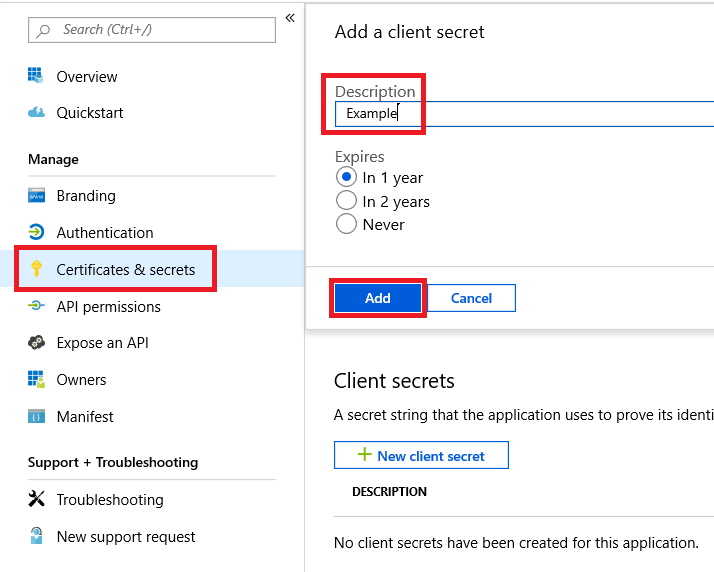 Search (Ctrl+/)
«
Overview
Quickstart
Manage
Branding
Authentication
Certificates & secrets
API permissions
Expose an API
Owners
Manifest
Support + Troubleshooting
Troubleshooting
New support request
Add a client secret
Description
Example
Expires
In 1 year
In 2 years
Never
Add Cancel
Client secrets
A secret string that the application uses to prove its identi
+ New client secret
DESCRIPTION
No client secrets have been created for this application.